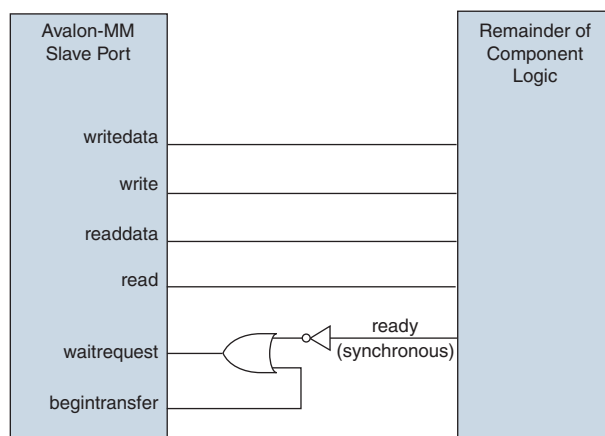 Avalon-MM
Slave Port
Remainder of
Component
Logic
writedata
write
readdata
read
ready
(synchronous)
waitrequest
begintransfer